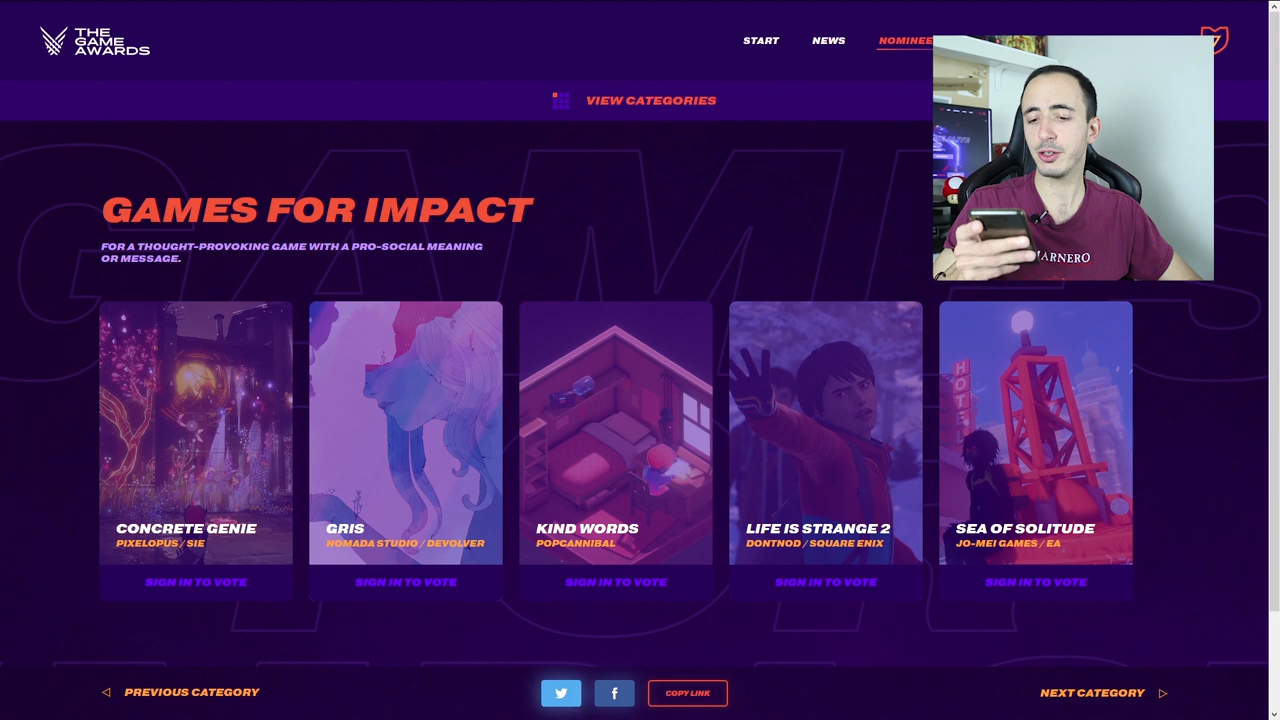 THE
GAME
AWARDS
START
NEWS
NOMINEE
VIEW CATEGORIES
GAMES FOR IMPACT
FOR A THOUGHT-PROVOKING GAME WITH A PRO-SOCIAL MEANING
OR MESSAGE.
MARNERO
HOTE
CONCRETE GENIE
PIXELOPUS / SIE
SIGN IN TO VOTE
GRIS
NOMADA STUDIO / DEVOLVER
SIGN IN TO VOTE
KIND WORDS
POPCANNIBAL
SIGN IN TO VOTE
LIFE IS STRANGE 2
DONTNOD / SQUARE ENIX
SIGN IN TO VOTE
SEA OF SOLITUDE
JO-MEI GAMES / EA
SIGN IN TO VOTE
PREVIOUS CATEGORY
COPY LINK
NEXT CATEGORY